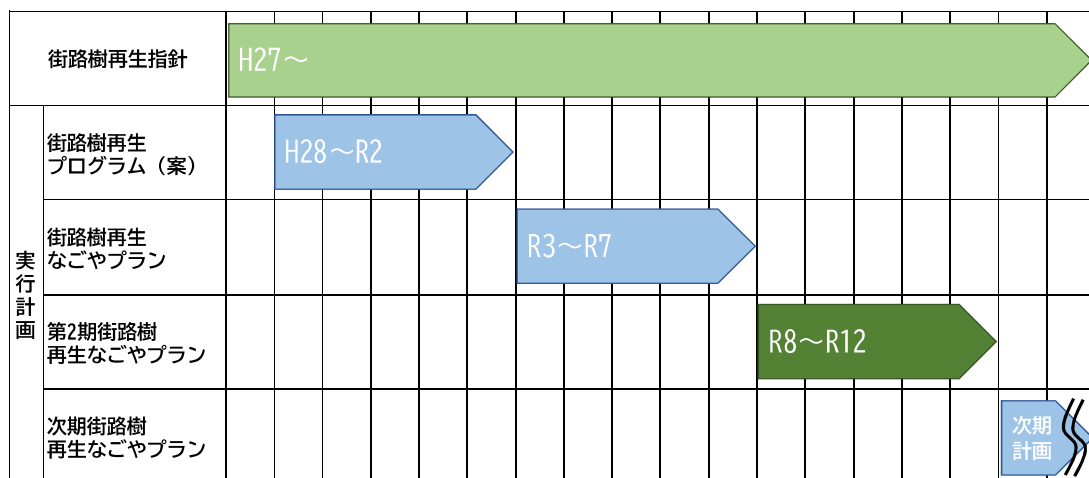 街路樹再生指針
H27～
実行計画
街路樹再生
プログラム（案）
H28～R2
街路樹再生
なごやプラン
R3～R7
第2期街路樹
再生なごやプラン
R8～R12
次期街路樹
再生なごやプラン
次期
計画